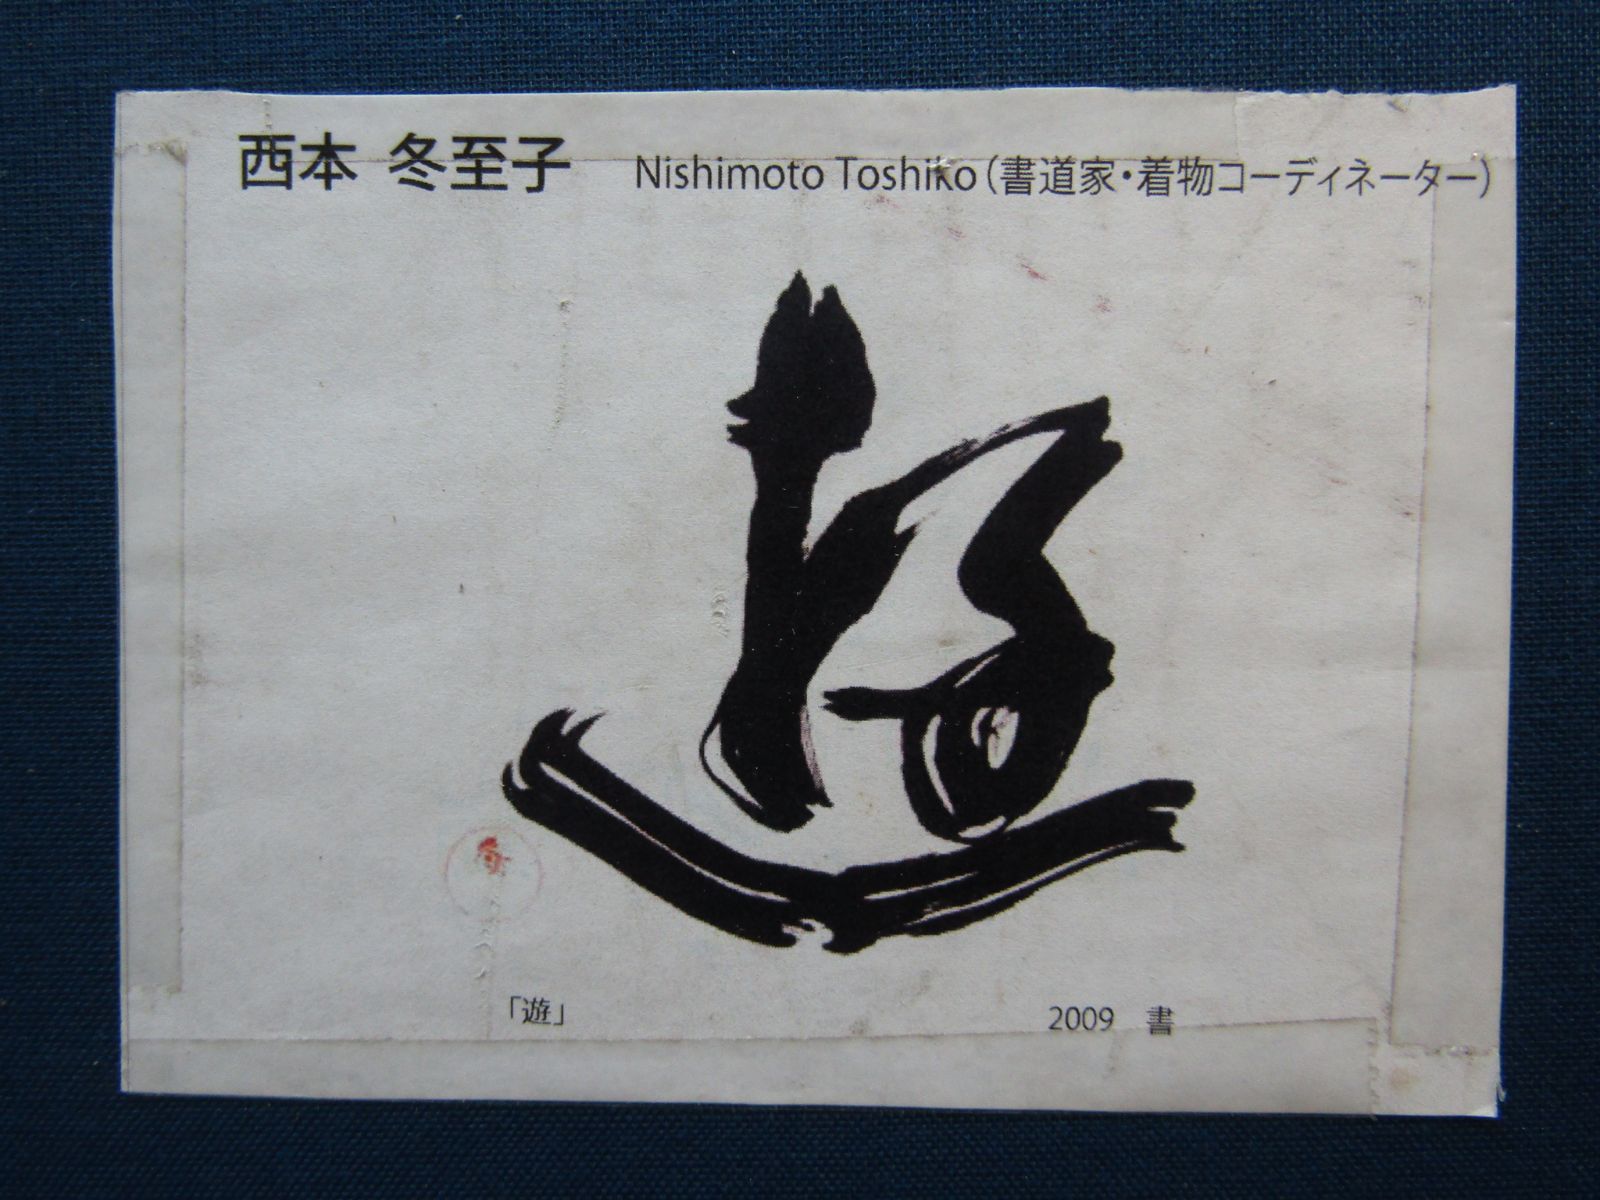 西本 冬至子 Nishimoto Toshiko（書道家・着物コーディネーター）
遊
「遊」 2009 書